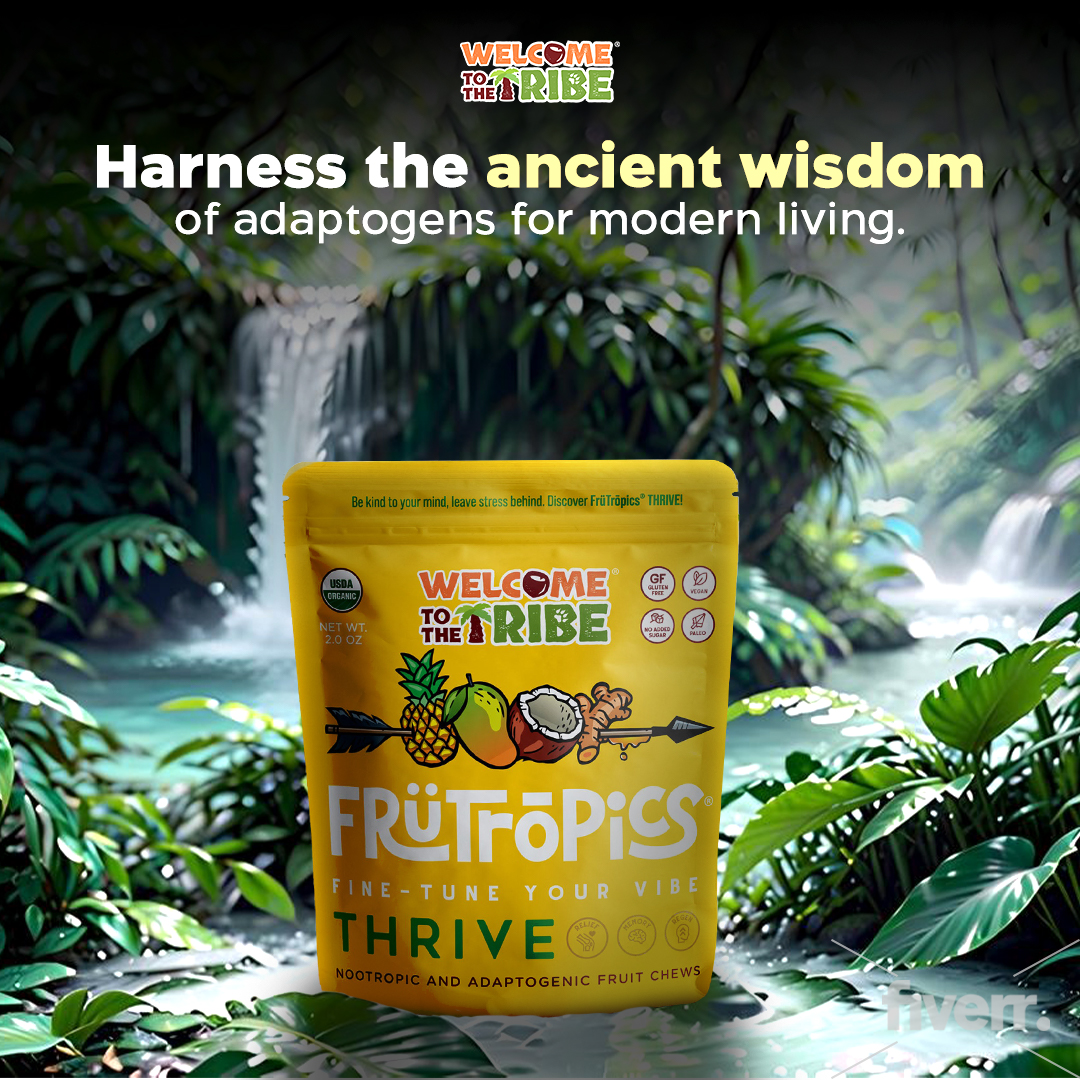 WELCOME
TO THE TRIBE
Harness the ancient wisdom
of adaptogens for modern living.
Be kind to your mind, leave stress behind. Discover FrüTrōpics® THRIVE!
USDA
ORGANIC
NET WT.
2.0 OZ
WELCOME
TO THE TRIBE
GF
GLUTEN
FREE
VEGAN
NO ADDED
SUGAR
PALEO
FRüTrōPiCS®
FINE-TUNE YOUR VIBE
THRIVE
RELIEF
MEMORY
NOOTROPIC AND ADAPTOGENIC FRUIT CHEWS
fiverr.